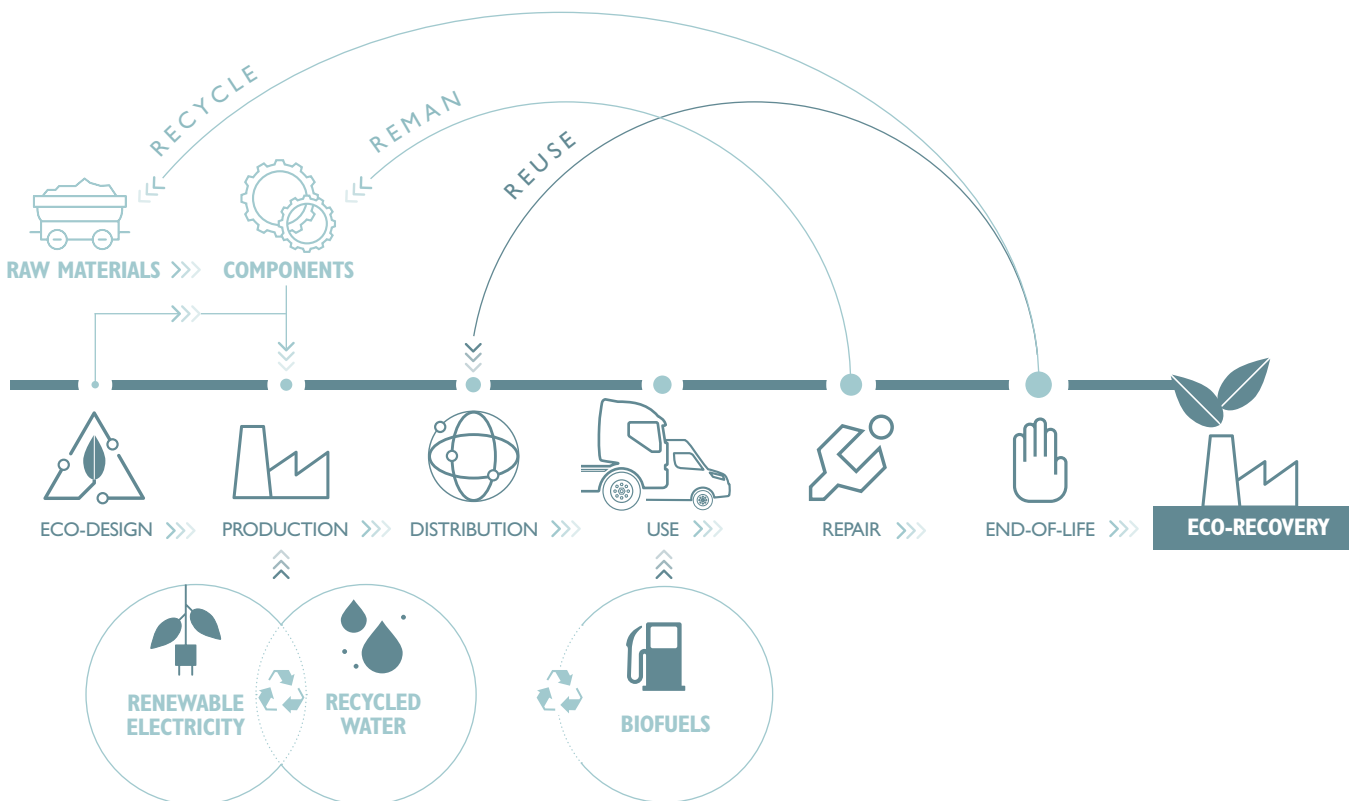 RECYCLE
REMAN
REUSE
RAW MATERIALS
COMPONENTS
ECO-DESIGN
PRODUCTION
DISTRIBUTION
USE
REPAIR
END-OF-LIFE
ECO-RECOVERY
RENEWABLE
ELECTRICITY
RECYCLED
WATER
BIOFUELS